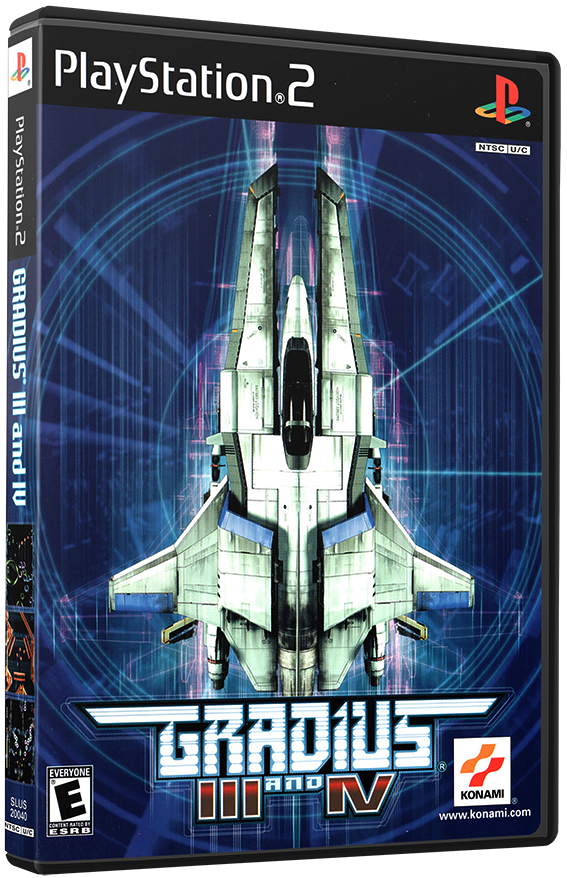 PlayStation®2
NTSC U/C
GRADIUS®
III AND IV
EVERYONE
E
CONTENT RATED BY
ESRB
KONAMI®
www.konami.com
PlayStation®2
GRADIUS® III and IV
SLUS
20040
NTSC U/C